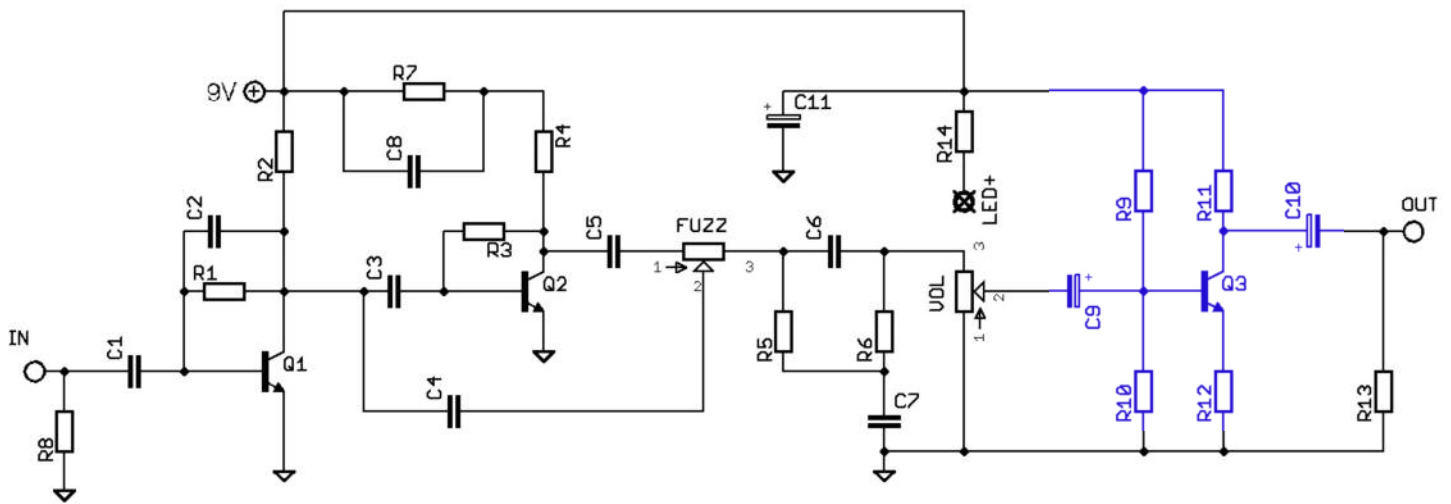 R7
9V
+
C11
R2
C8
R4
R14
LED+
R9
R11
C10
+
OUT
C2
R3
C5
FUZZ
1
2
3
C6
3
VOL
2
1
R1
C3
Q2
R5
R6
C9
+
Q3
IN
C1
Q1
R8
C4
C7
R10
R12
R13